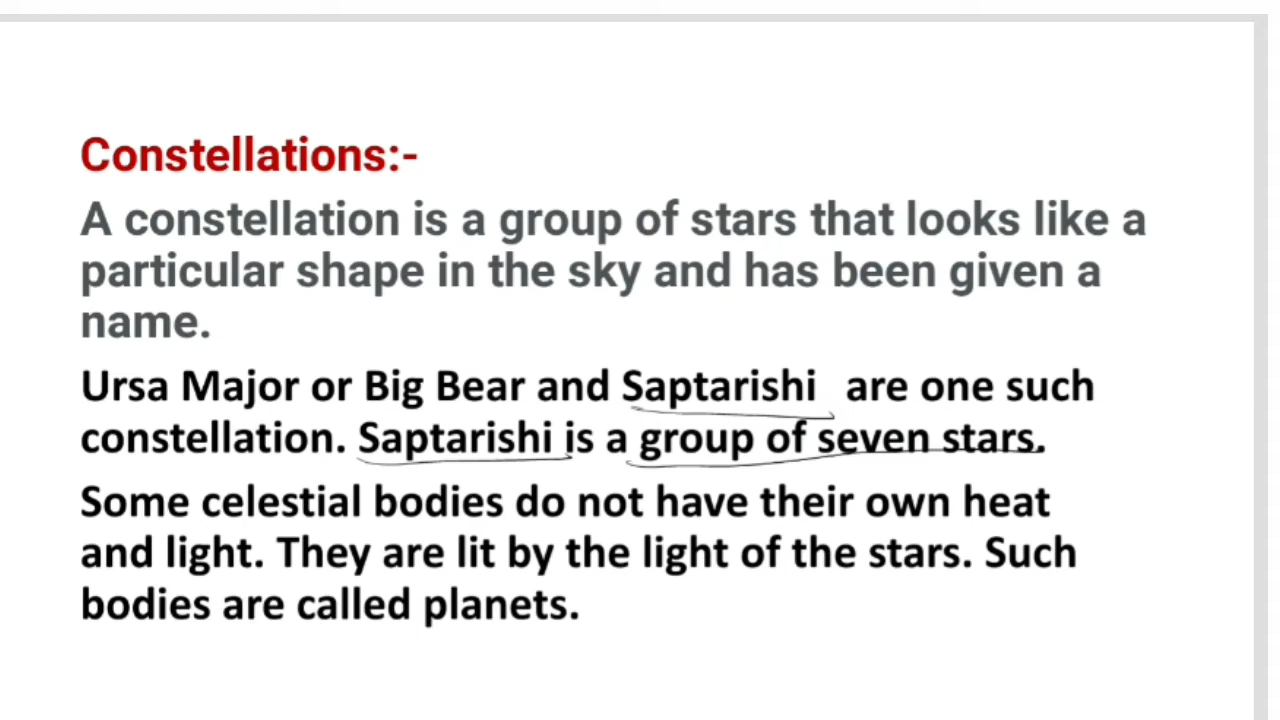 Constellations:-
A constellation is a group of stars that looks like a
particular shape in the sky and has been given a
name.
Ursa Major or Big Bear and Saptarishi are one such
constellation. Saptarishi is a group of seven stars.
Some celestial bodies do not have their own heat
and light. They are lit by the light of the stars. Such
bodies are called planets.